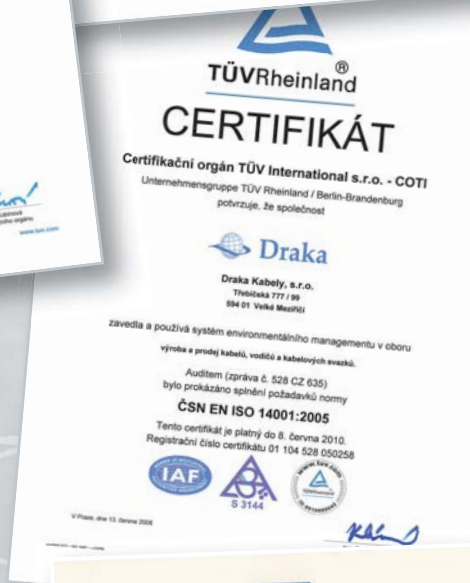 www.tuv.com
TÜVRheinland®
CERTIFIKÁT
Certifikační orgán TÜV International s.r.o. - COTI
Unternehmensgruppe TÜV Rheinland / Berlin-Brandenburg
potvrzuje, že společnost
Draka
Draka Kabely, s.r.o.
Třebíčská 777 / 99
594 01 Velké Meziříčí
zavedla a používá systém environmentálního managementu v oboru
výroba a prodej kabelů, vodičů a kabelových svazků.
Auditem (zpráva č. 528 CZ 635)
bylo prokázáno splnění požadavků normy
ČSN EN ISO 14001:2005
Tento certifikát je platný do 8. června 2010.
Registrační číslo certifikátu 01 104 528 050258
IAF
www.tuv.com
S 3144
V Praze, dne 13. června 2008